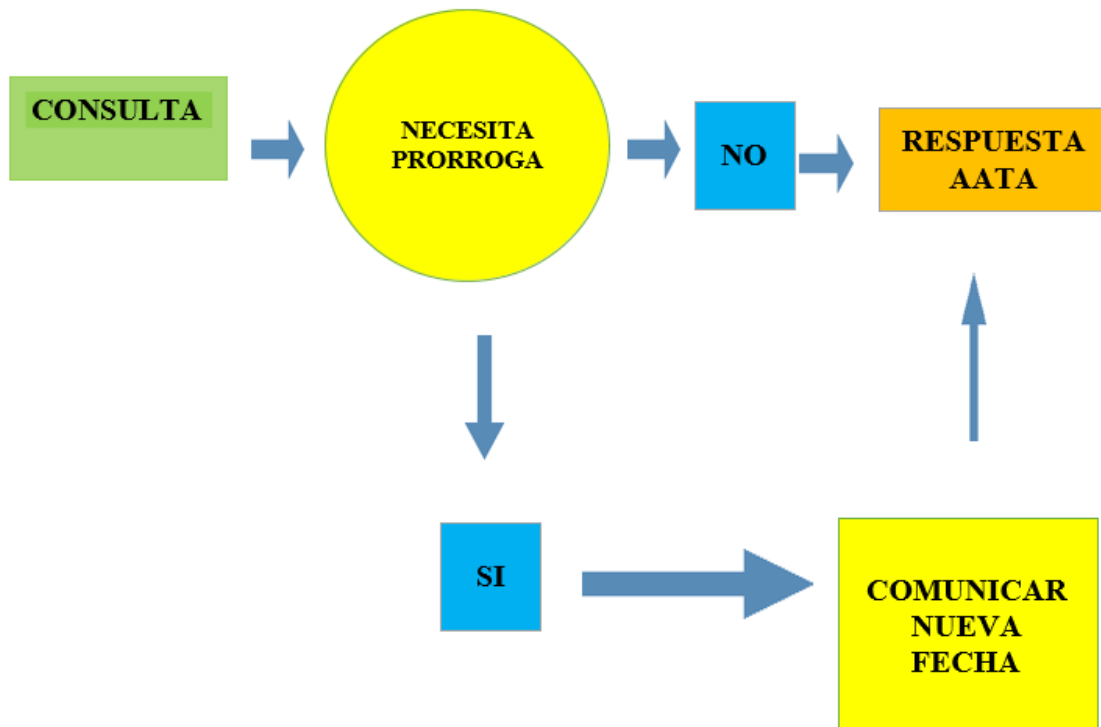 CONSULTA
NECESITA
PRORROGA
NO
RESPUESTA
AATA
SI
COMUNICAR
NUEVA
FECHA